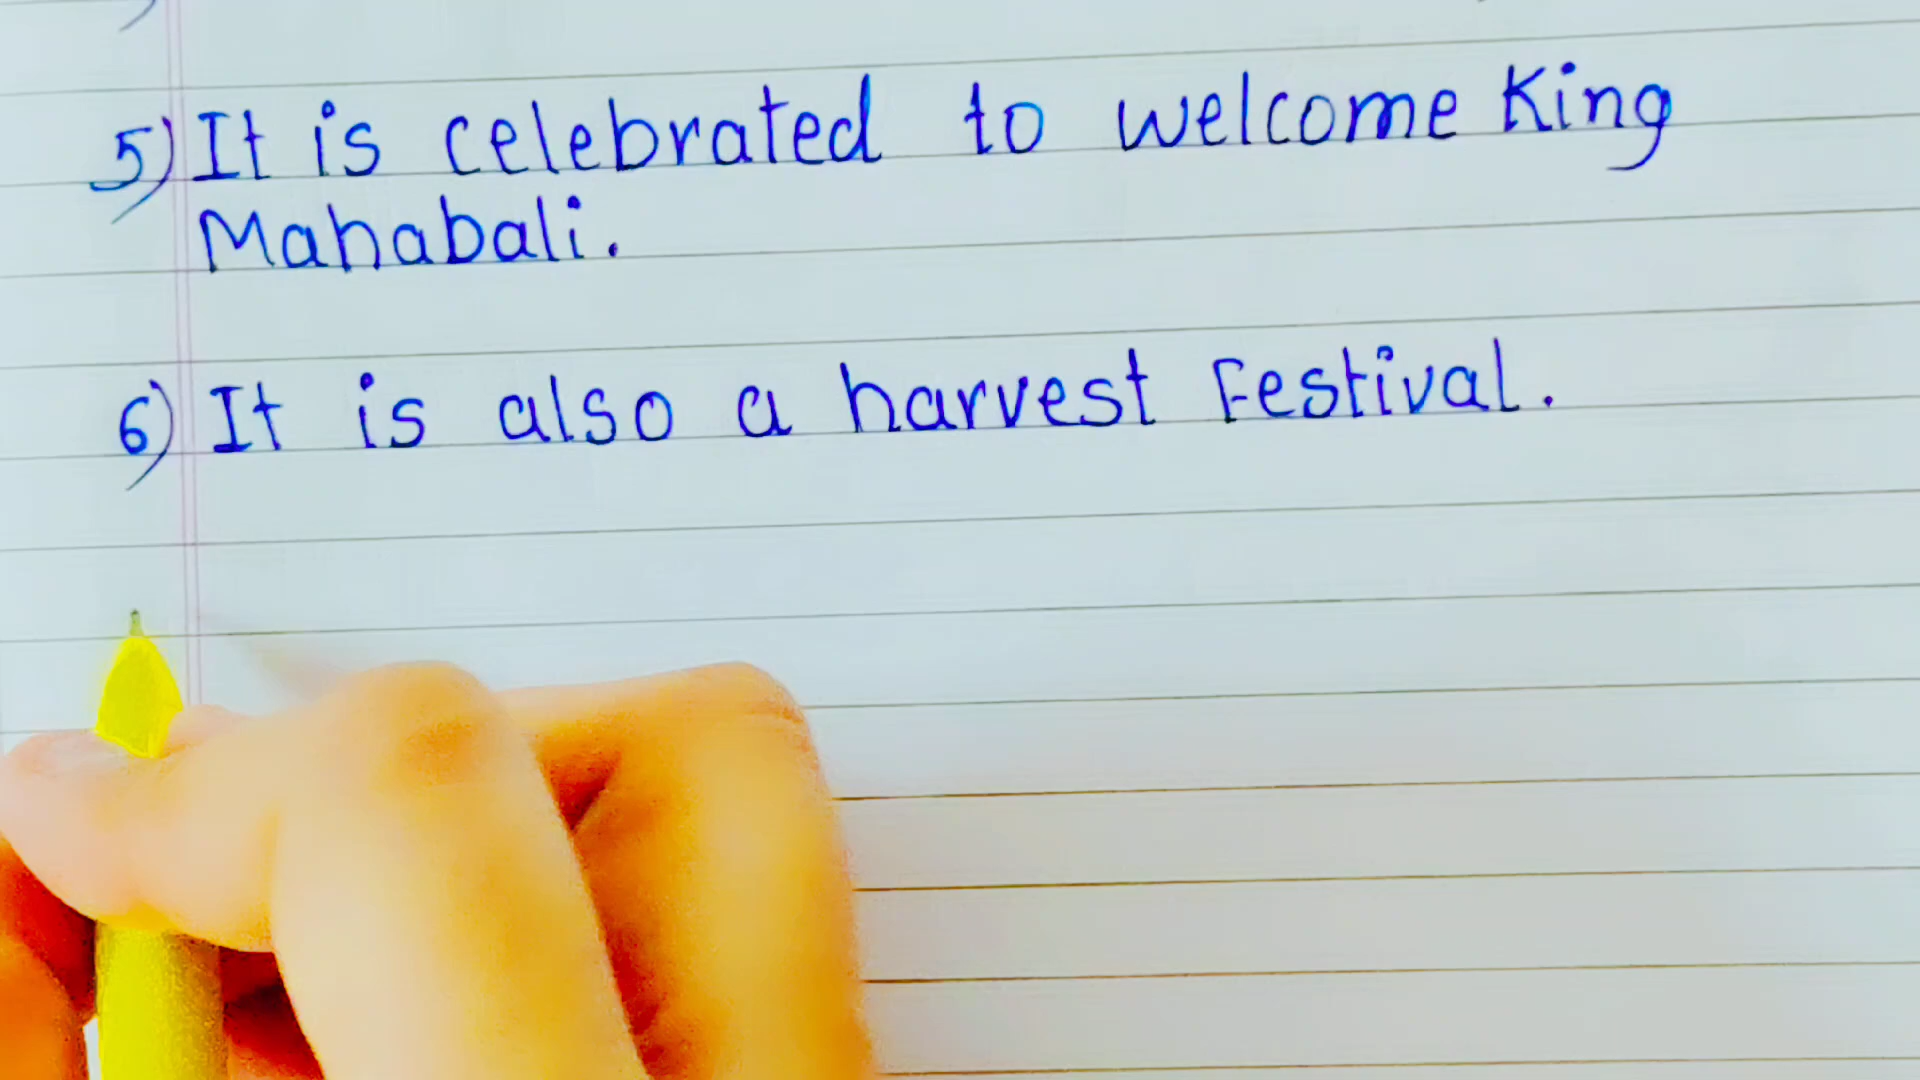 5) It is celebrated to welcome King
Mahabali.
6) It is also a harvest Festival.